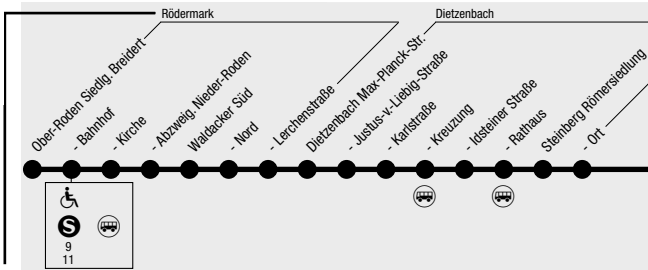 Rödermark
Dietzenbach
Ober-Roden Siedlg. Breidert
- Bahnhof
- Kirche
- Abzweig. Nieder-Roden
Waldacker Süd
- Nord
- Lerchenstraße
Dietzenbach Max-Planck-Str.
- Justus-v.-Liebig-Straße
- Karlstraße
- Kreuzung
- Idsteiner Straße
- Rathaus
Steinberg Römersiedlung
- Ort
S
9
11